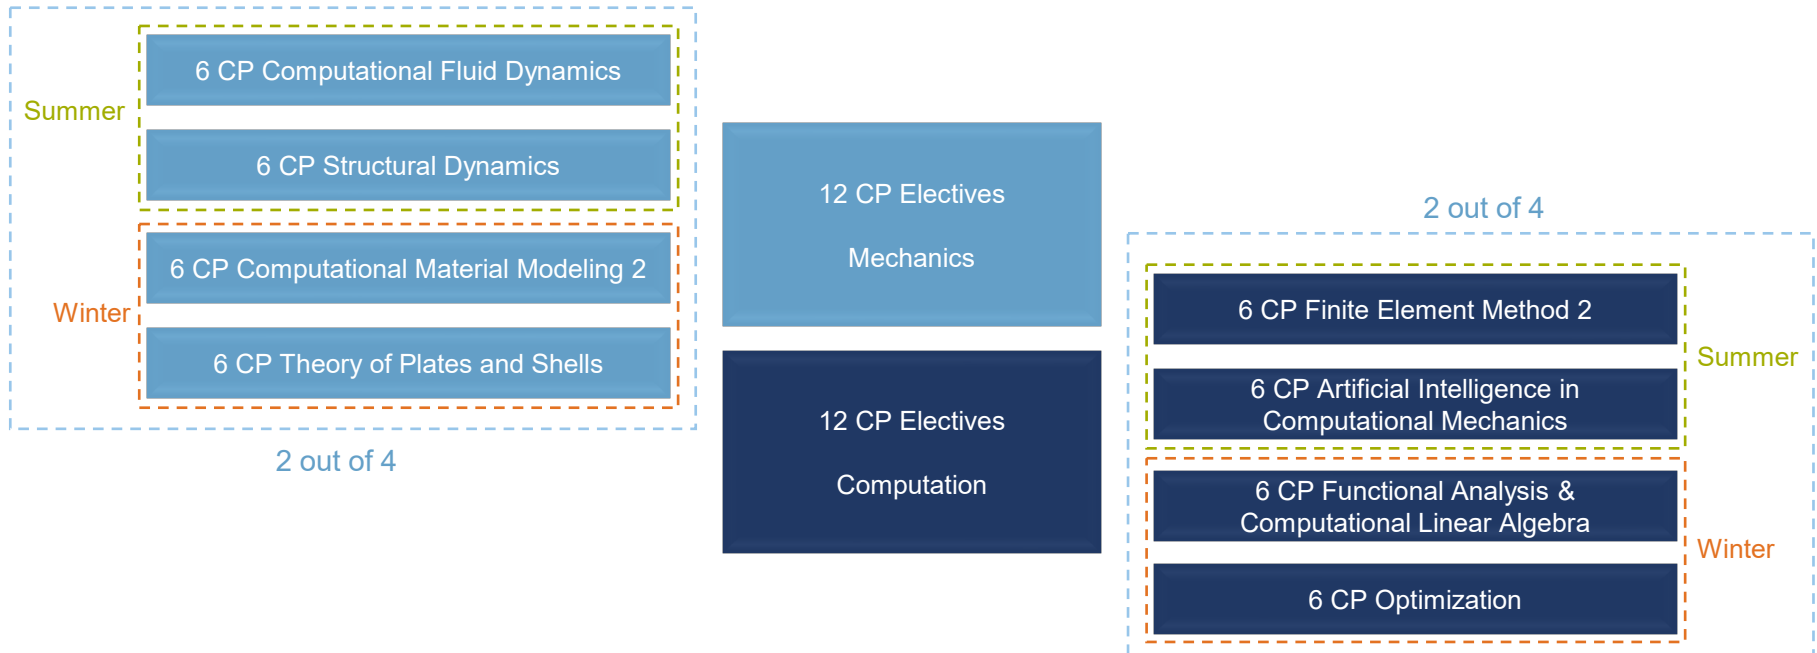 6 CP Computational Fluid Dynamics
Summer
6 CP Structural Dynamics
6 CP Computational Material Modeling 2
Winter
6 CP Theory of Plates and Shells
2 out of 4
12 CP Electives
Mechanics
12 CP Electives
Computation
2 out of 4
6 CP Finite Element Method 2
Summer
6 CP Artificial Intelligence in
Computational Mechanics
6 CP Functional Analysis &
Computational Linear Algebra
Winter
6 CP Optimization